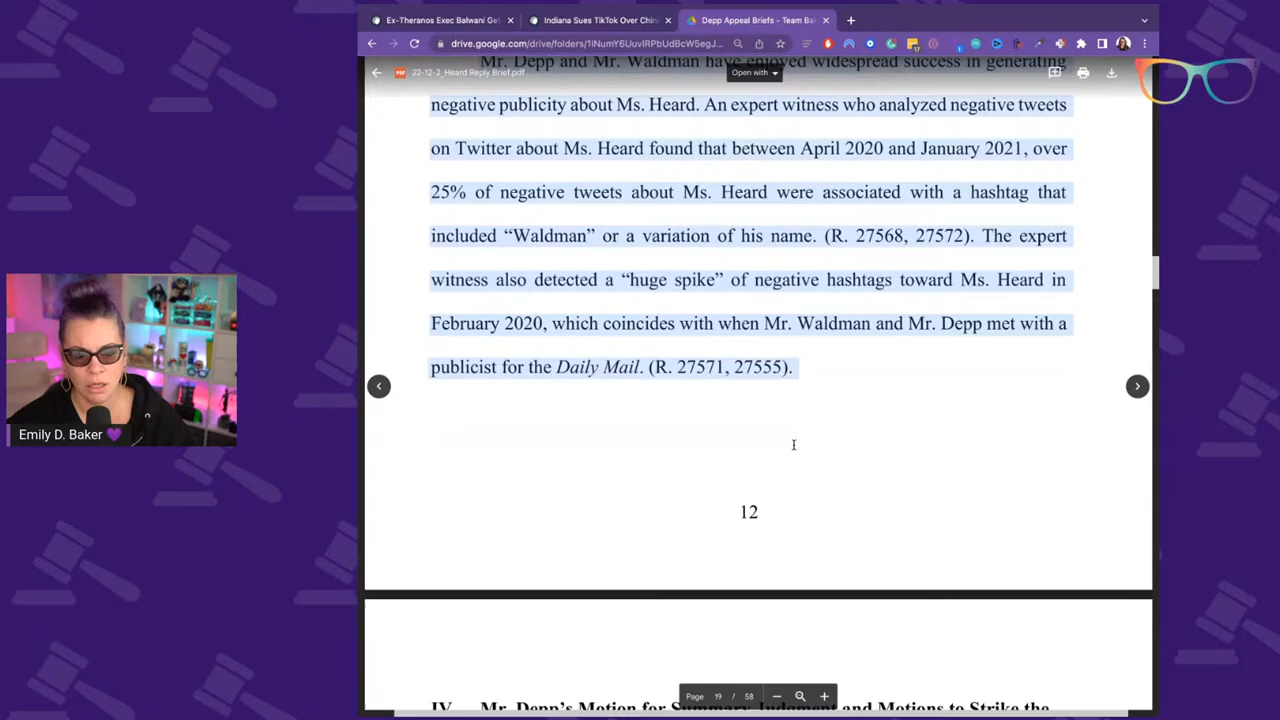 Ex-Theranos Exec Balwani Ge
Indiana Sues TikTok Over Chin
Depp Appeal Briefs - Team Ba
drive.google.com/drive/folders/1lNumY6UuvlRPbUdBcW5segJ...
Mr. Depp and Mr. Waldman have enjoyed widespread success in generating
22-12-2_Heard Reply Brief.pdf
Open with
negative publicity about Ms. Heard. An expert witness who analyzed negative tweets
on Twitter about Ms. Heard found that between April 2020 and January 2021, over
25% of negative tweets about Ms. Heard were associated with a hashtag that
included “Waldman” or a variation of his name. (R. 27568, 27572). The expert
witness also detected a “huge spike” of negative hashtags toward Ms. Heard in
February 2020, which coincides with when Mr. Waldman and Mr. Depp met with a
publicist for the Daily Mail. (R. 27571, 27555).
Emily D. Baker 💜
12
Page 19 / 58
IV. Mr. Depp’s Motion for Summary Judgment and Motions to Strike the